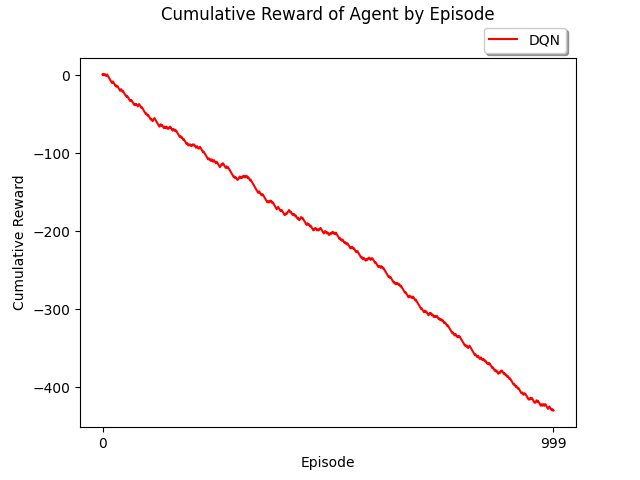 Cumulative Reward of Agent by Episode
DQN
0
−100
−200
−300
−400
Cumulative Reward
0
999
Episode